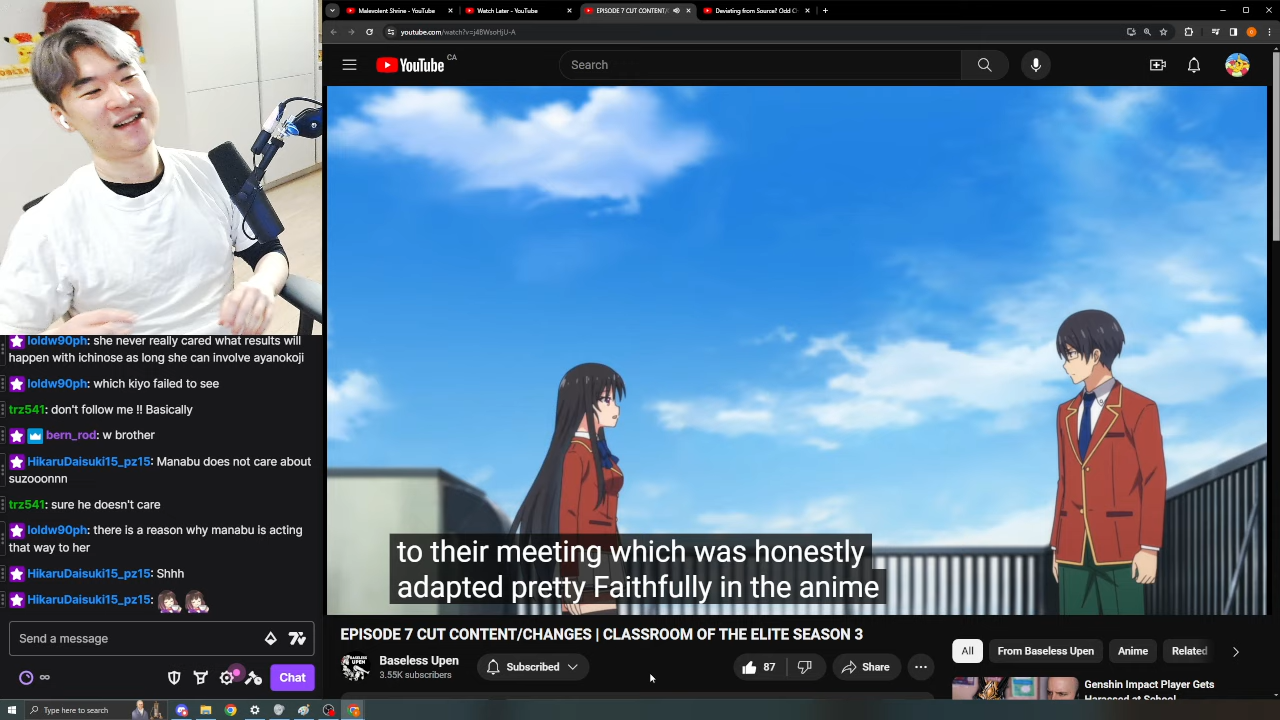 Malevolent Shrine - YouTube
Watch Later - YouTube
EPISODE 7 CUT CONTENT/
Deviating from Source? Odd C
youtube.com/watch?v=j48WsoHjU-A
YouTube CA
Search
loldw90ph: she never really cared what results will
happen with ichinose as long she can involve ayanokoji
loldw90ph: which kiyo failed to see
trz541: don't follow me !! Basically
bern_rod: w brother
HikaruDaisuki15_pz15: Manabu does not care about
suzooonnn
trz541: sure he doesn't care
loldw90ph: there is a reason why manabu is acting
that way to her
HikaruDaisuki15_pz15: Shhh
HikaruDaisuki15_pz15:
Send a message
Chat
to their meeting which was honestly
adapted pretty Faithfully in the anime
EPISODE 7 CUT CONTENT/CHANGES | CLASSROOM OF THE ELITE SEASON 3
BASELESS
UPEN
Baseless Upen
3.55K subscribers
Subscribed
87
Share
All
From Baseless Upen
Anime
Related
Genshin Impact Player Gets
Harassed at School
Type here to search